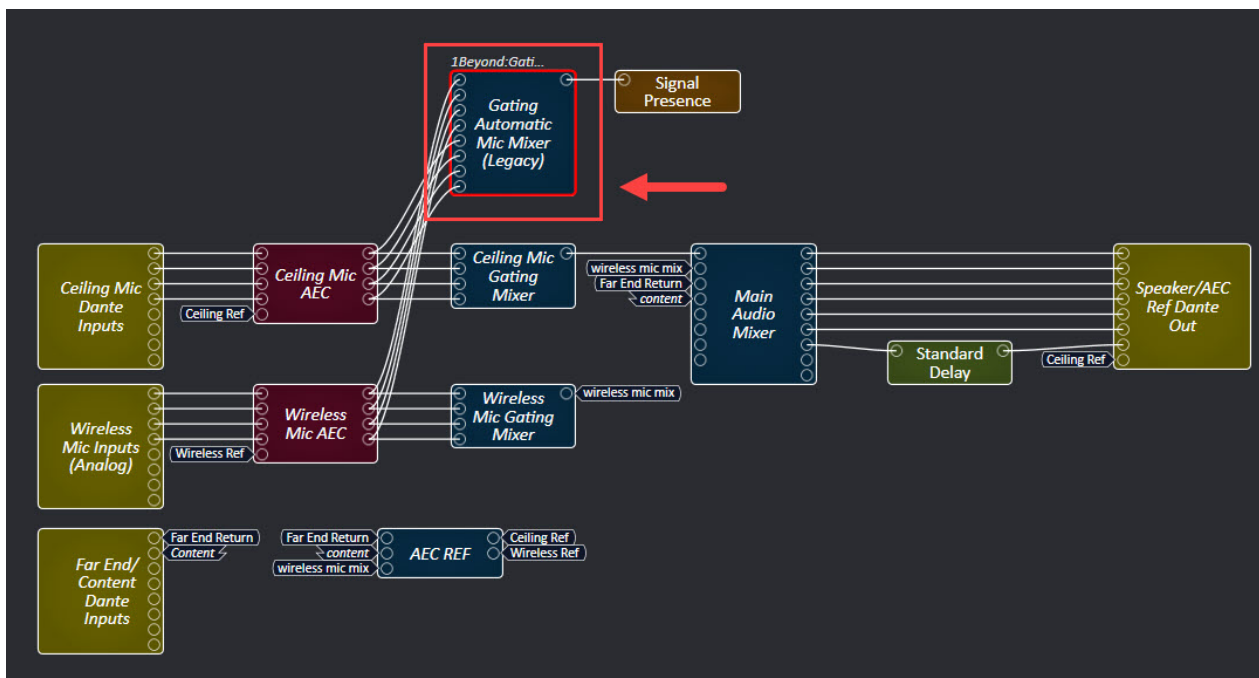 1Beyond:Gati...
Gating
Automatic
Mic Mixer
(Legacy)
Signal
Presence
Ceiling Mic
Dante
Inputs
Ceiling Ref
Ceiling Mic
AEC
Ceiling Mic
Gating
Mixer
wireless mic mix
Far End Return
content
Main
Audio
Mixer
Standard
Delay
Ceiling Ref
Speaker/AEC
Ref Dante
Out
Wireless
Mic Inputs
(Analog)
Wireless Ref
Wireless
Mic AEC
Wireless
Mic Gating
Mixer
wireless mic mix
Far End/
Content
Dante
Inputs
Far End Return
Content
Far End Return
content
wireless mic mix
AEC REF
Ceiling Ref
Wireless Ref